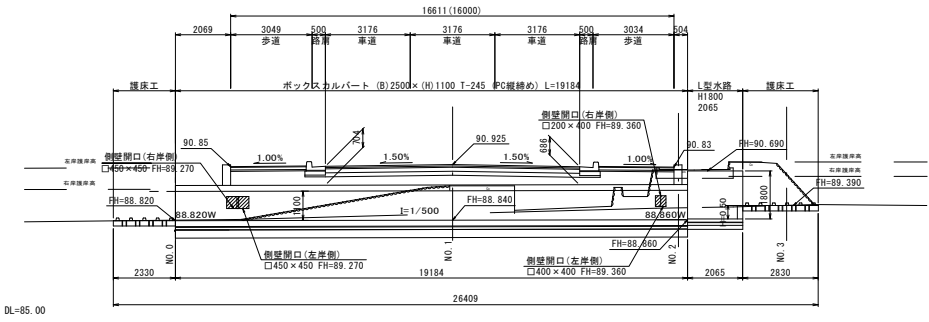 16611(16000)
2069 3049 500 3176 3176 3176 500 3034 504
歩道 路肩 車道 車道 車道 路肩 歩道
護床工 ボックスカルバート (B)2500×(H)1100 T-245 (PC縦締め) L=19184 L型水路 護床工
H1800
2065
側壁開口(右岸側)
□200×400 FH=89.360
704
686
90.85 90.925 90.83 FH=90.690
側壁開口(右岸側)
□450×450 FH=89.270
1.00% 1.50% 1.50% 1.00%
左岸護岸高 左岸護岸高
右岸護岸高 右岸護岸高
FH=88.820 I=1/500 FH=88.840 1800 FH=89.390
88.820W 88.860W H=0.50
FH=88.860
側壁開口(左岸側)
□450×450 FH=89.270
側壁開口(左岸側)
□400×400 FH=89.360
NO.0 NO.1 NO.2 NO.3
2330 19184 2065 2830
26409
DL=85.00